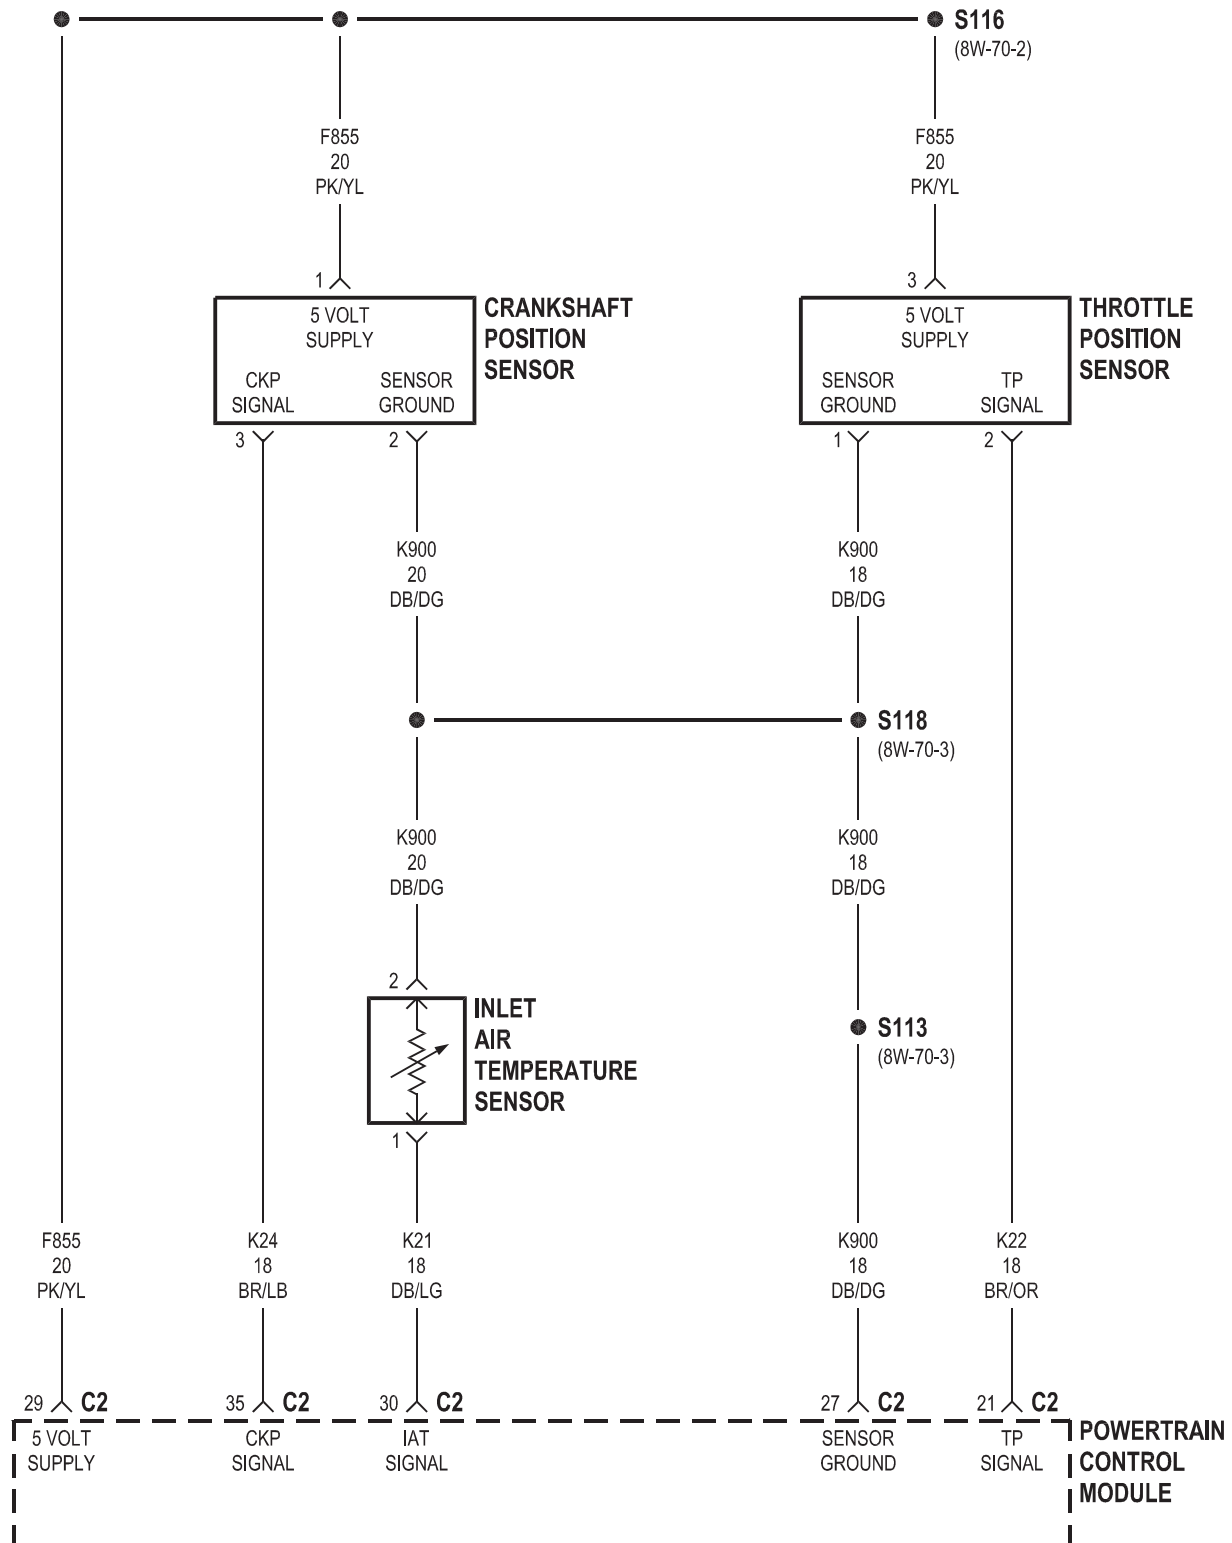 S116
(8W-70-2)
F855
20
PK/YL
F855
20
PK/YL
1
3
5 VOLT
SUPPLY
CKP
SIGNAL
SENSOR
GROUND
CRANKSHAFT
POSITION
SENSOR
5 VOLT
SUPPLY
SENSOR
GROUND
TP
SIGNAL
THROTTLE
POSITION
SENSOR
3
2
1
2
K900
20
DB/DG
K900
18
DB/DG
S118
(8W-70-3)
K900
20
DB/DG
K900
18
DB/DG
2
INLET
AIR
TEMPERATURE
SENSOR
1
S113
(8W-70-3)
F855
20
PK/YL
K24
18
BR/LB
K21
18
DB/LG
K900
18
DB/DG
K22
18
BR/OR
29 C2
35 C2
30 C2
27 C2
21 C2
5 VOLT
SUPPLY
CKP
SIGNAL
IAT
SIGNAL
SENSOR
GROUND
TP
SIGNAL
POWERTRAIN
CONTROL
MODULE